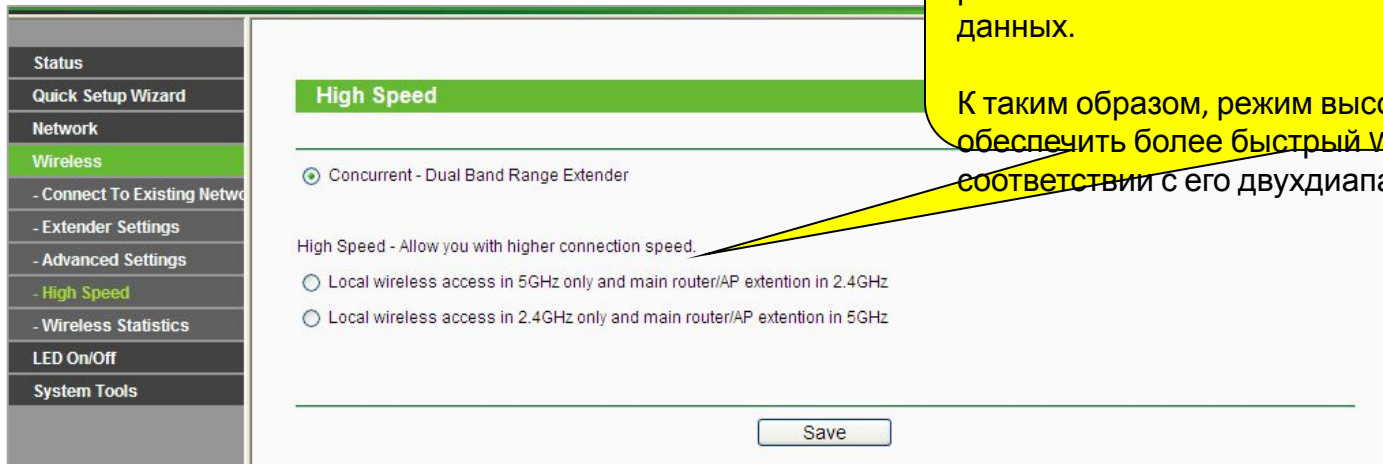 данных.
К таким образом, режим
обеспечить более быстрый
соответствии с его
Status
Quick Setup Wizard
Network
Wireless
- Connect To Existing
- Extender Settings
- Advanced Settings
- High Speed
- Wireless Statistics
LED On/Off
System Tools
High Speed
Concurrent - Dual Band Range Extender
High Speed - Allow you with higher connection speed.
Local wireless access in 5GHz only and main router/AP extention in 2.4GHz
Local wireless access in 2.4GHz only and main router/AP extention in 5GHz
Save